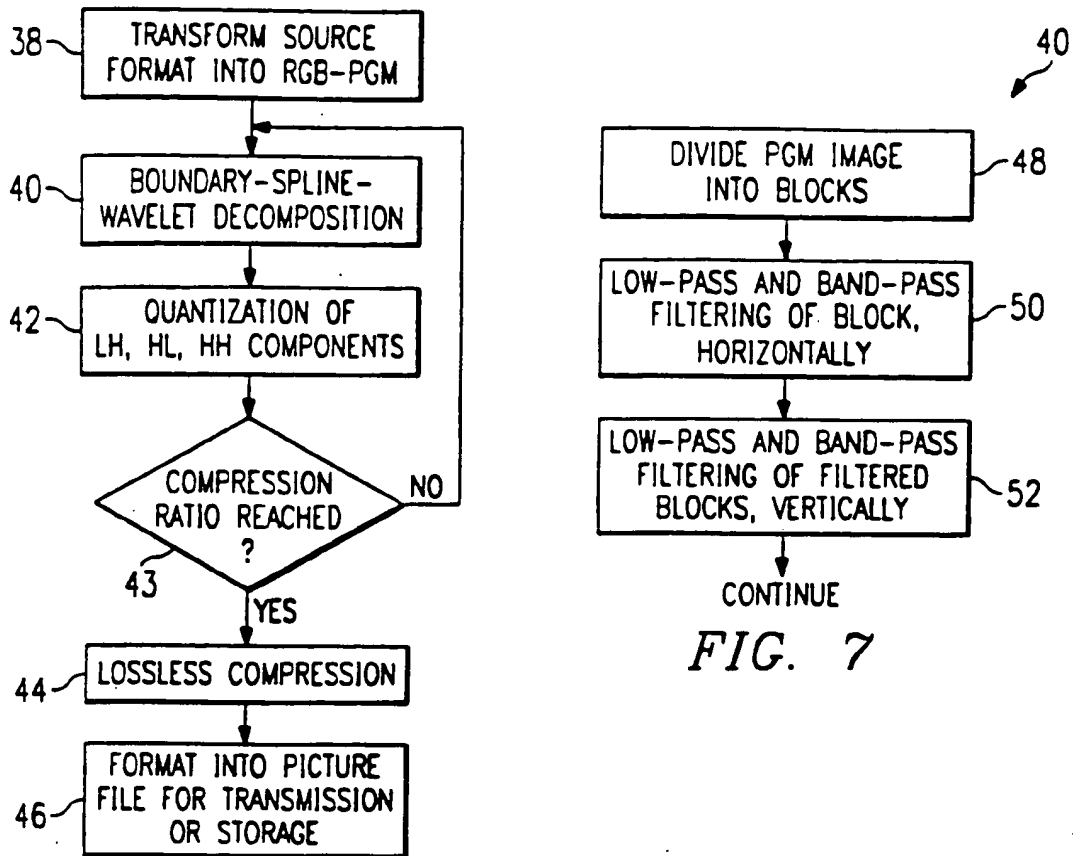 38
TRANSFORM SOURCE
FORMAT INTO RGB-PGM
40
BOUNDARY-SPLINE-
WAVELET DECOMPOSITION
42
QUANTIZATION OF
LH, HL, HH COMPONENTS
COMPRESSION
RATIO REACHED
?
NO
43
YES
44
LOSSLESS COMPRESSION
46
FORMAT INTO PICTURE
FILE FOR TRANSMISSION
OR STORAGE
40
DIVIDE PGM IMAGE
INTO BLOCKS
48
LOW-PASS AND BAND-PASS
FILTERING OF BLOCK,
HORIZONTALLY
50
LOW-PASS AND BAND-PASS
FILTERING OF FILTERED
BLOCKS, VERTICALLY
52
CONTINUE
FIG. 7